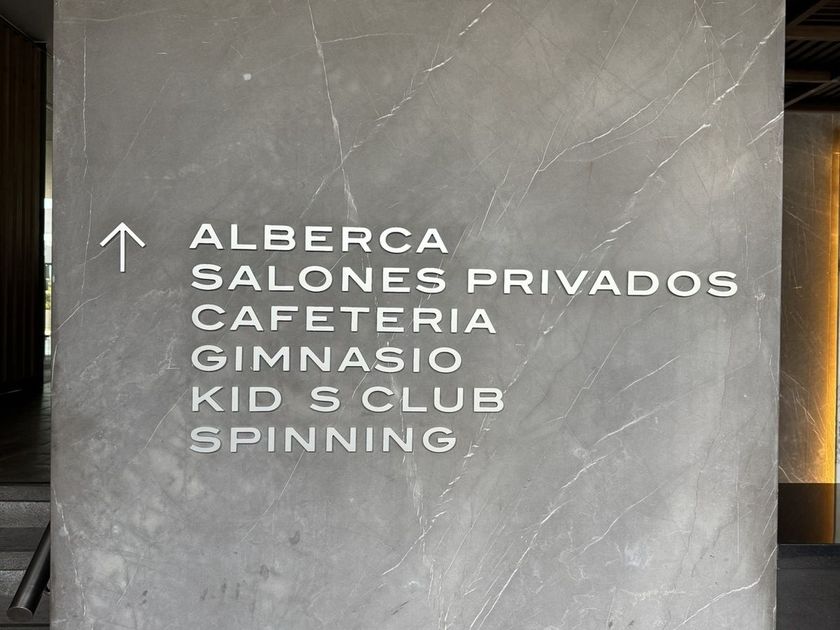 ALBERCA
SALONES PRIVADOS
CAFETERIA
GIMNASIO
KID S CLUB
SPINNING